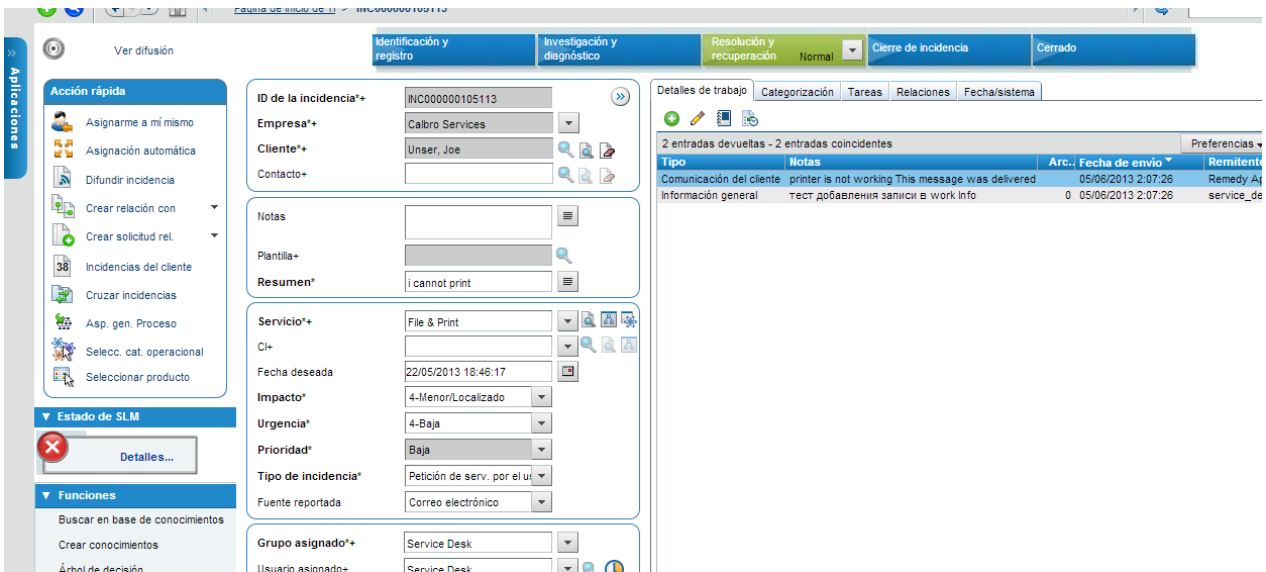 Página de inicio de TI > INC000000105113
Aplicaciones
Ver difusión
Identificación y registro
Investigación y diagnóstico
Resolución y recuperación
Normal
Cierre de incidencia
Cerrado
Acción rápida
Asignarme a mí mismo
Asignación automática
Difundir incidencia
Crear relación con
Crear solicitud rel.
38 Incidencias del cliente
Cruzar incidencias
Asp. gen. Proceso
Selecc. cat. operacional
Seleccionar producto
Estado de SLM
Detalles...
Funciones
Buscar en base de conocimientos
Crear conocimientos
Árbol de decisión
ID de la incidencia*+ INC000000105113
Empresa*+ Calbro Services
Cliente*+ Unser, Joe
Contacto+
Notas
Plantilla+
Resumen* i cannot print
Servicio*+ File & Print
CI+
Fecha deseada 22/05/2013 18:46:17
Impacto* 4-Menor/Localizado
Urgencia* 4-Baja
Prioridad* Baja
Tipo de incidencia* Petición de serv. por el u
Fuente reportada Correo electrónico
Grupo asignado*+ Service Desk
Usuario asignado+ Service Desk
Detalles de trabajo Categorización Tareas Relaciones Fecha/sistema
2 entradas devueltas - 2 entradas coincidentes Preferencias
Tipo Notas Arc.. Fecha de envío Remitente
Comunicación del cliente printer is not working This message was delivered 05/06/2013 2:07:26 Remedy Ap
Información general тест добавления записи в work Info 0 05/06/2013 2:07:26 service_de